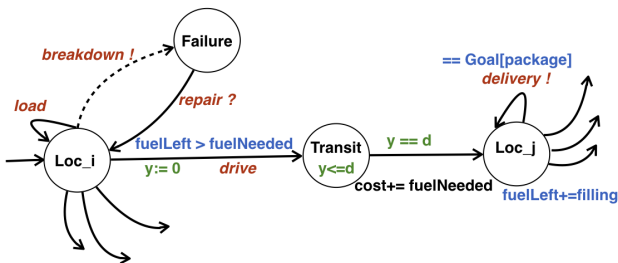 Failure
breakdown !
== Goal[package]
delivery !
load
repair ?
fuelLeft > fuelNeeded
Transit
y == d
Loc_i
Loc_j
y:= 0
drive
y<=d
cost+= fuelNeeded
fuelLeft+=filling